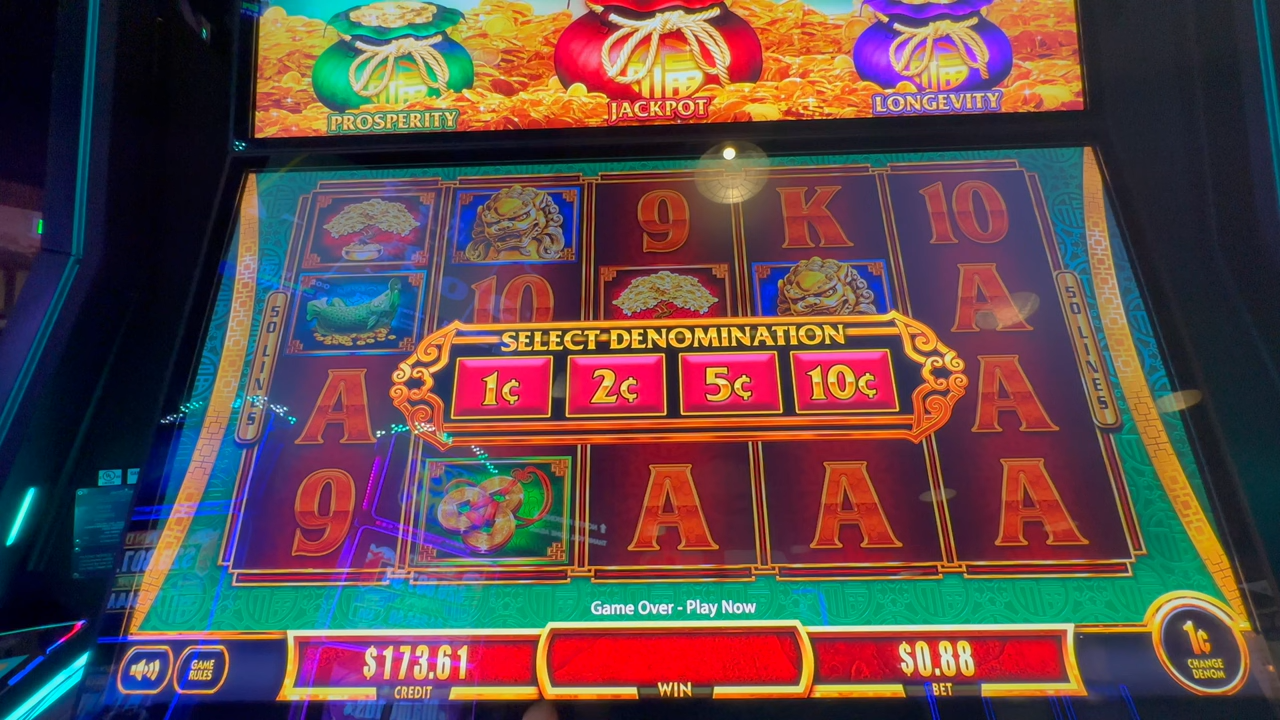 PROSPERITY
JACKPOT
LONGEVITY
9
K
10
10
A
50 LINES
50 LINES
SELECT DENOMINATION
1¢
2¢
5¢
10¢
A
A
9
A
A
A
Game Over - Play Now
GAME
RULES
$173.61
CREDIT
WIN
$0.88
BET
1¢
CHANGE
DENOM